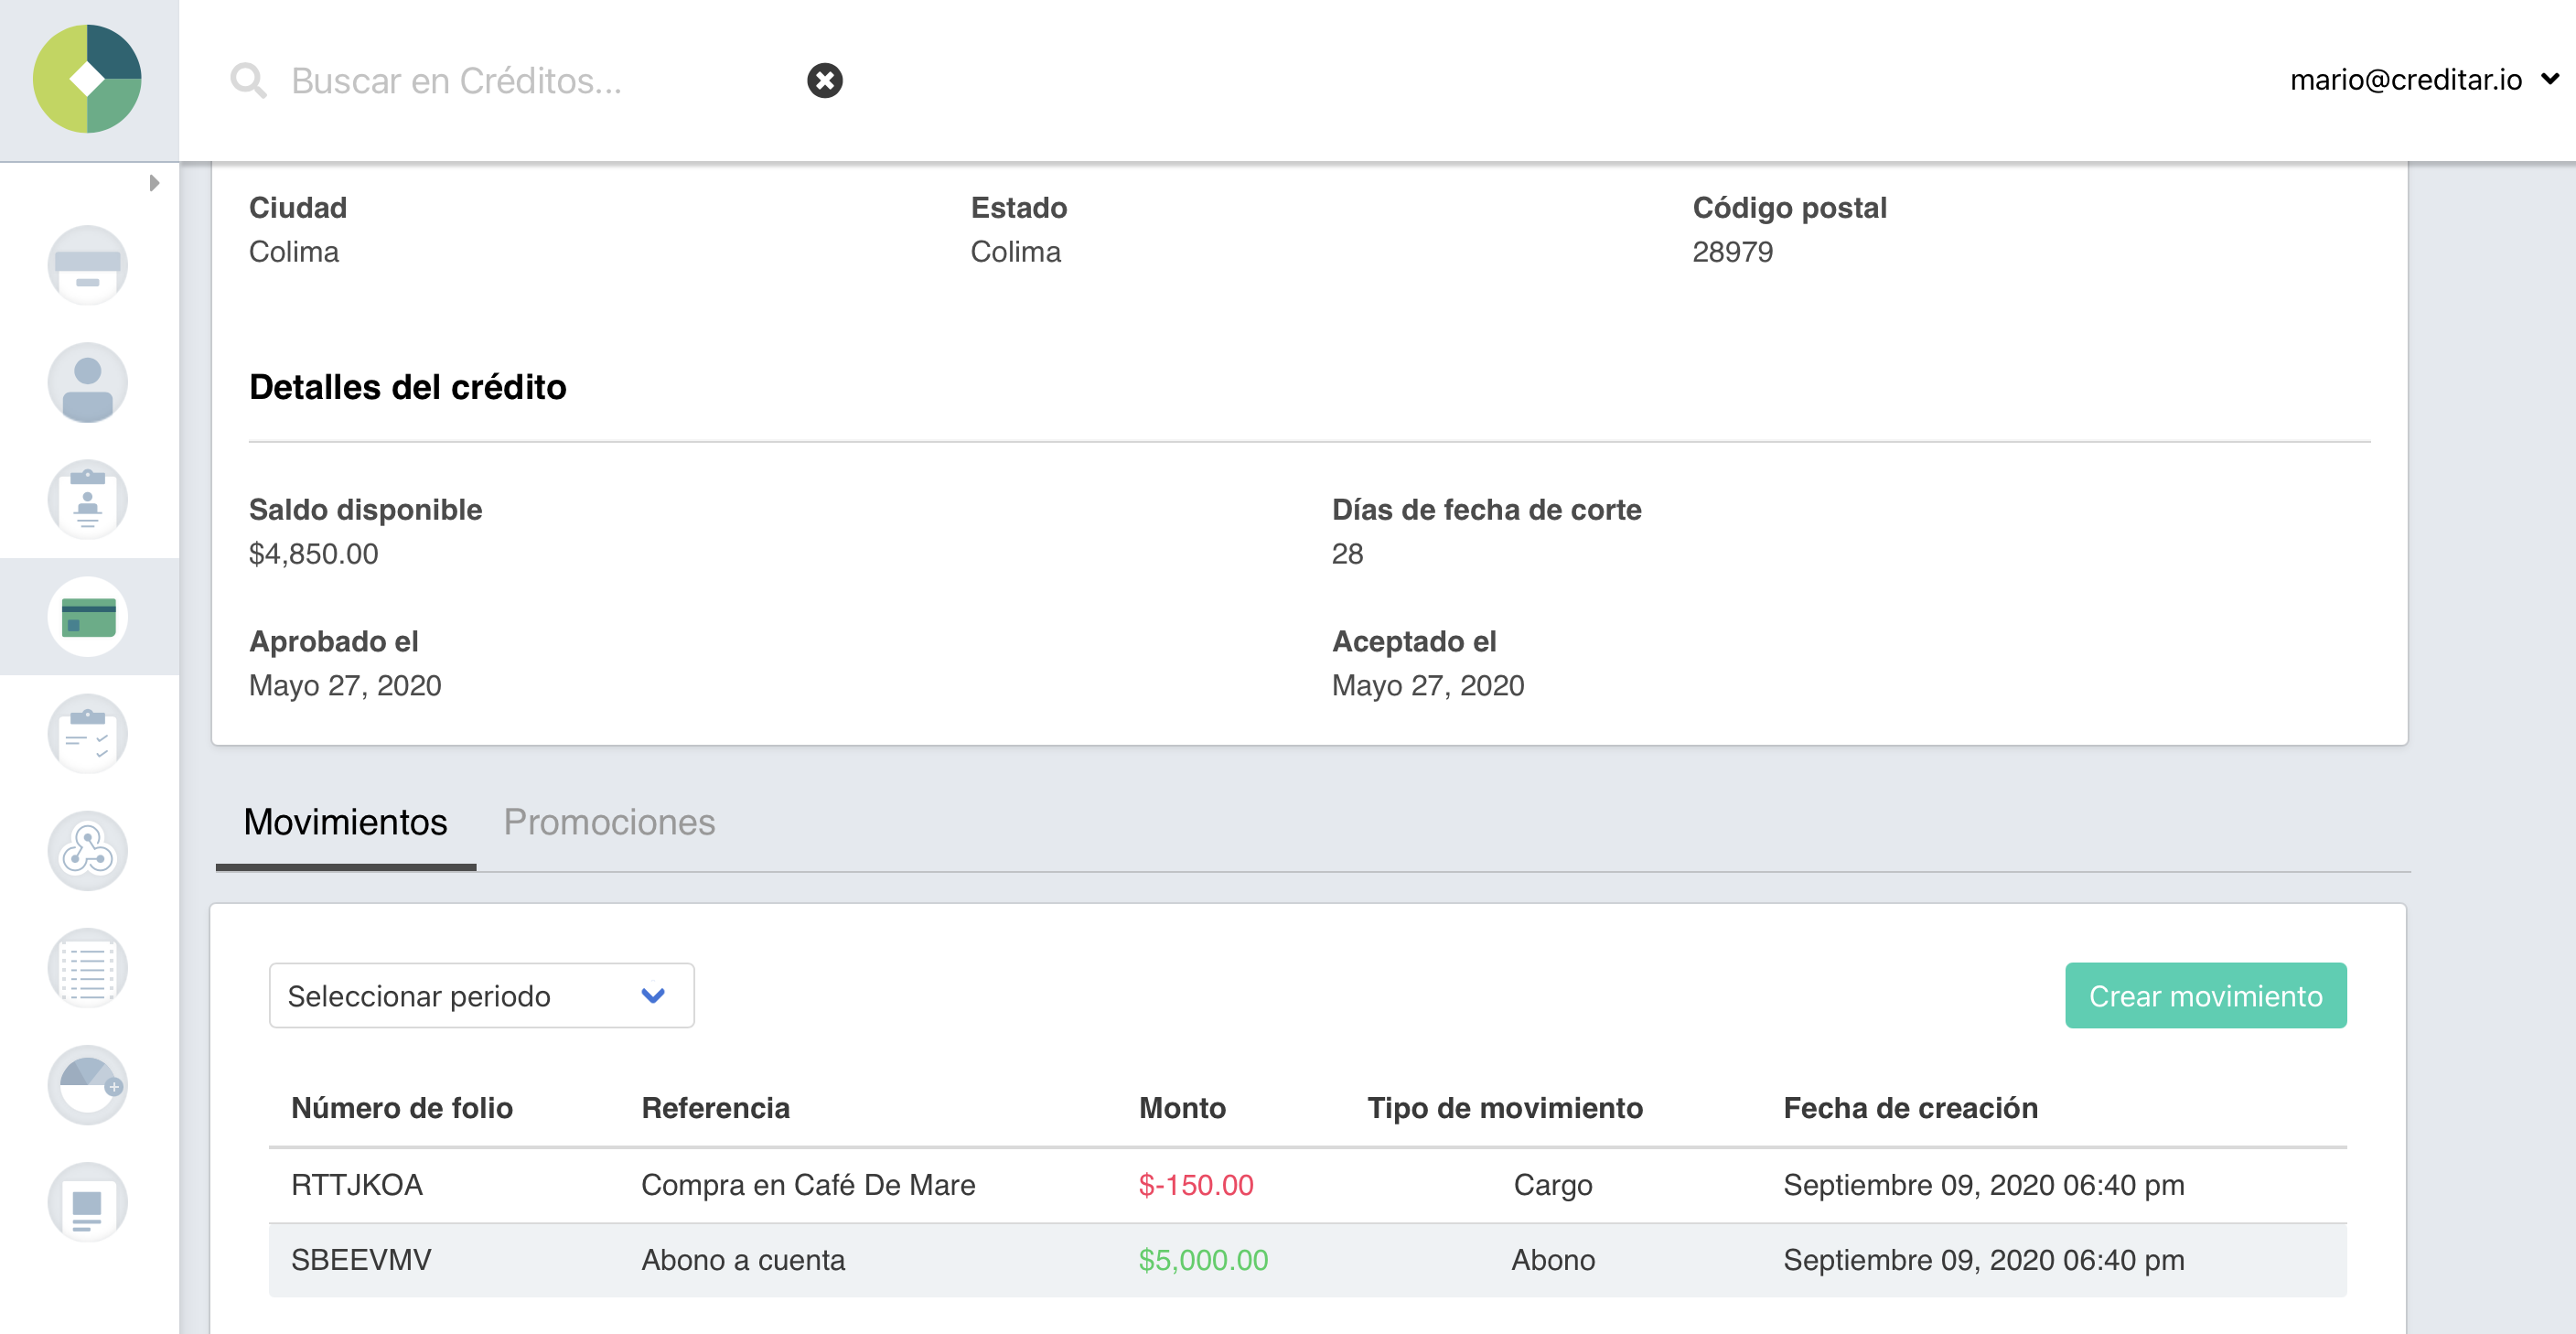 Buscar en Créditos...
mario@creditar.io
Ciudad Estado Código postal
Colima Colima 28979
Detalles del crédito
Saldo disponible Días de fecha de corte
$4,850.00 28
Aprobado el Aceptado el
Mayo 27, 2020 Mayo 27, 2020
Movimientos Promociones
Seleccionar periodo Crear movimiento
Número de folio Referencia Monto Tipo de movimiento Fecha de creación
RTTJKOA Compra en Café De Mare $-150.00 Cargo Septiembre 09, 2020 06:40 pm
SBEEVMV Abono a cuenta $5,000.00 Abono Septiembre 09, 2020 06:40 pm